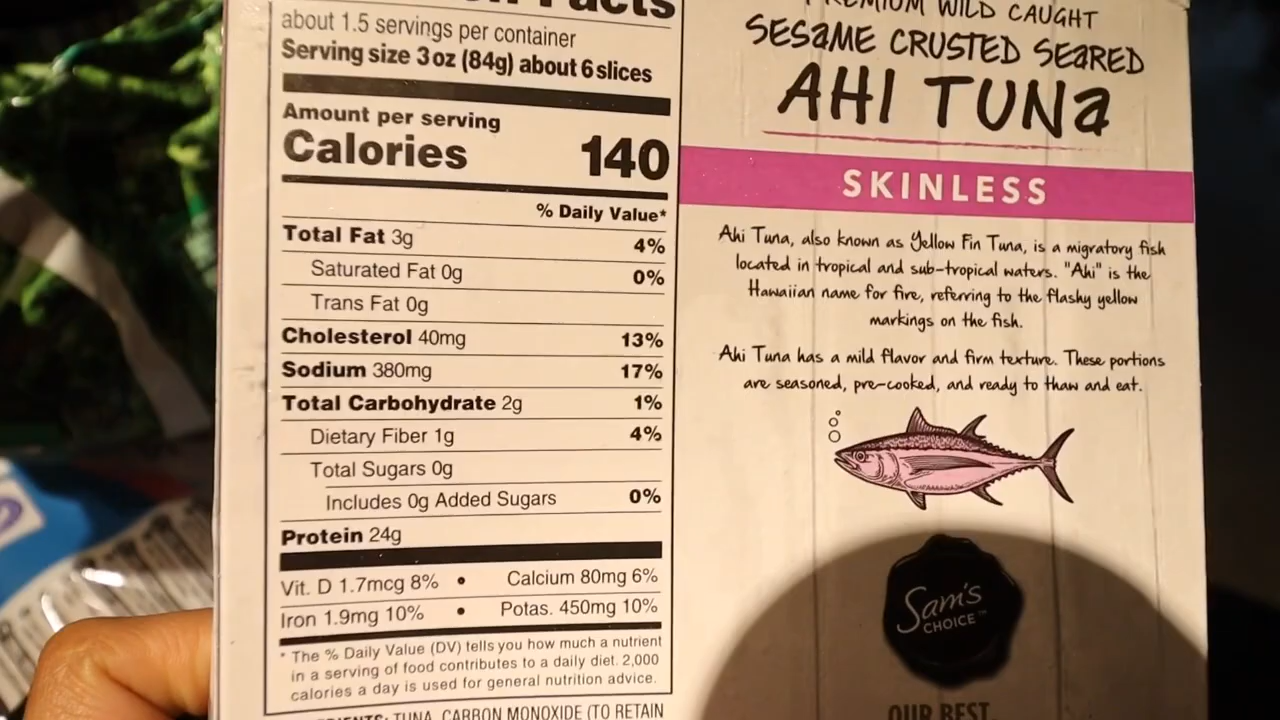 Facts
about 1.5 servings per container
Serving size 3 oz (84g) about 6 slices
Amount per serving
Calories 140
% Daily Value*
Total Fat 3g 4%
Saturated Fat 0g 0%
Trans Fat 0g
Cholesterol 40mg 13%
Sodium 380mg 17%
Total Carbohydrate 2g 1%
Dietary Fiber 1g 4%
Total Sugars 0g
Includes 0g Added Sugars 0%
Protein 24g
Vit. D 1.7mcg 8% • Calcium 80mg 6%
Iron 1.9mg 10% • Potas. 450mg 10%
* The % Daily Value (DV) tells you how much a nutrient
in a serving of food contributes to a daily diet. 2,000
calories a day is used for general nutrition advice.
TUNA, CARBON MONOXIDE (TO RETAIN
PREMIUM WILD CAUGHT
SESAME CRUSTED SEARED
AHI TUNA
SKINLESS
Ahi Tuna, also known as Yellow Fin Tuna, is a migratory fish
located in tropical and sub-tropical waters. "Ahi" is the
Hawaiian name for fire, referring to the flashy yellow
markings on the fish.
Ahi Tuna has a mild flavor and firm texture. These portions
are seasoned, pre-cooked, and ready to thaw and eat.
Sam's
CHOICE™
OUR BEST.